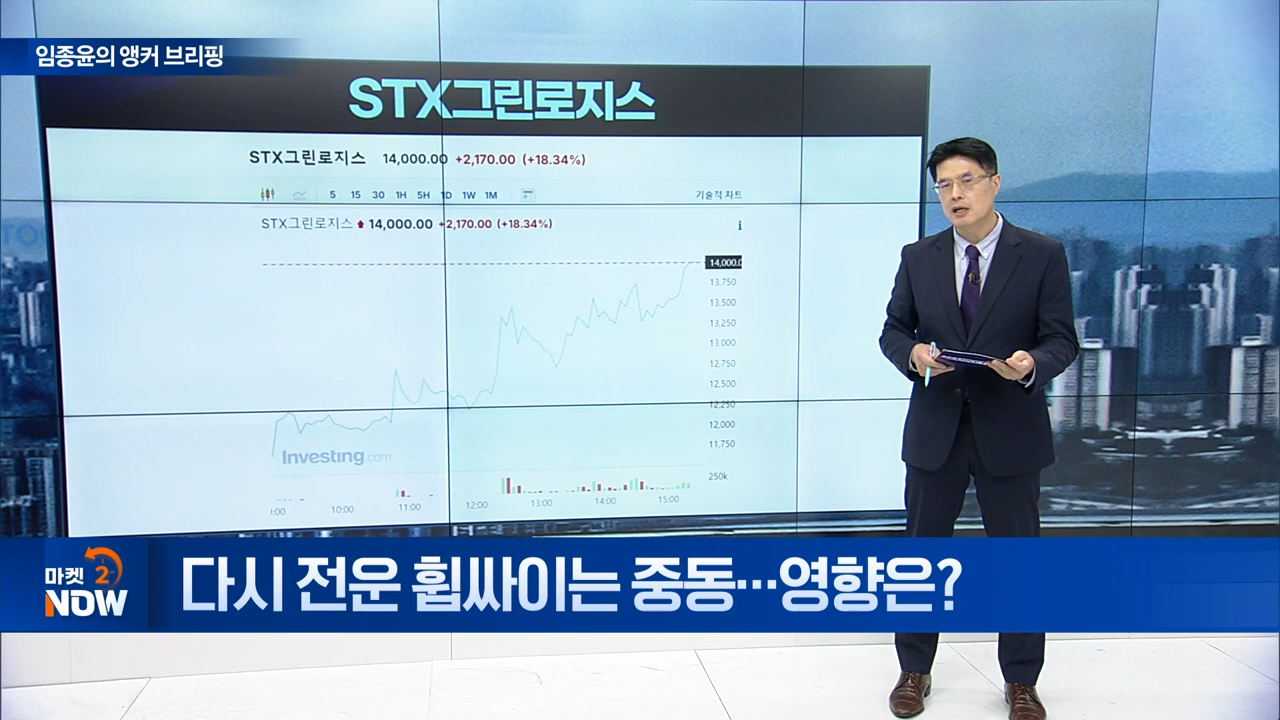 임종윤의 앵커 브리핑
STX그린로지스
STX그린로지스 14,000.00 +2,170.00 (+18.34%)
5 15 30 1H 5H 1D 1W 1M 기술적 차트
STX그린로지스 14,000.00 +2,170.00 (+18.34%) i
14,000.0
13,750
13,500
13,250
13,000
12,750
12,500
12,250
12,000
11,750
Investing.com
250k
:00 10:00 11:00 12:00 13:00 14:00 15:00
마켓 2
NOW
다시 전운 휩싸이는 중동…영향은?